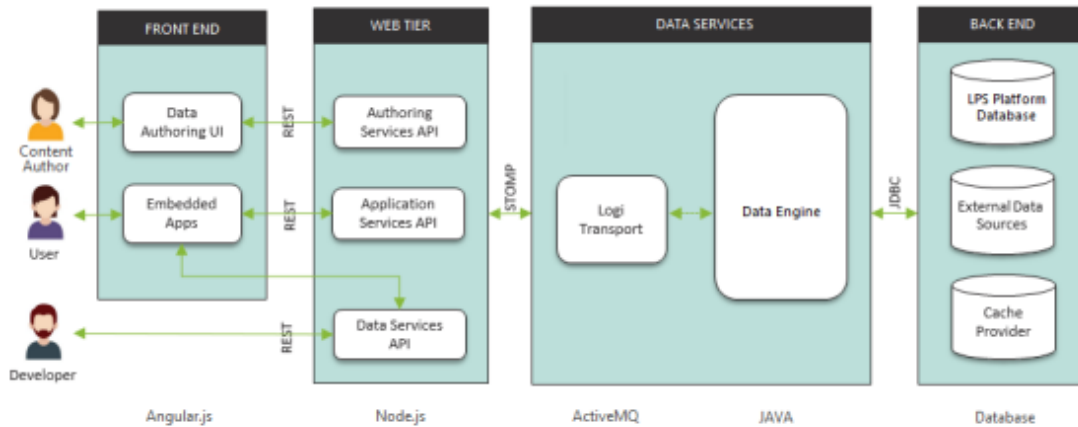 FRONT END
WEB TIER
DATA SERVICES
BACK END
Content
Author
User
Developer
Data
Authoring UI
Embedded
Apps
REST
REST
REST
Authoring
Services API
Application
Services API
Data Services
API
STOMP
Logi
Transport
Data Engine
JDBC
LPS Platform
Database
External Data
Sources
Cache
Provider
Angular.js
Node.js
ActiveMQ
JAVA
Database